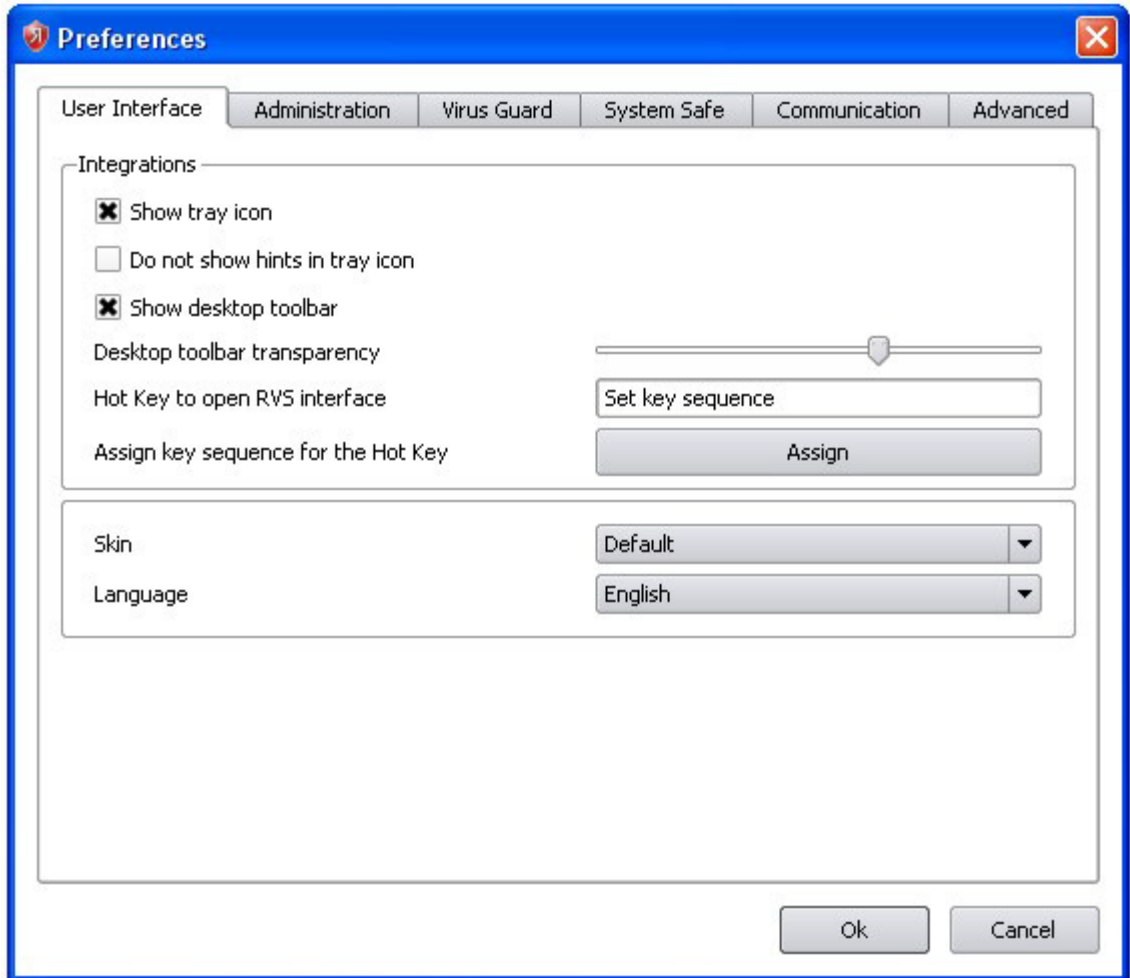 Preferences
User Interface Administration Virus Guard System Safe Communication Advanced
Integrations
Show tray icon
Do not show hints in tray icon
Show desktop toolbar
Desktop toolbar transparency
Hot Key to open RVS interface Set key sequence
Assign key sequence for the Hot Key Assign
Skin Default
Language English
Ok Cancel